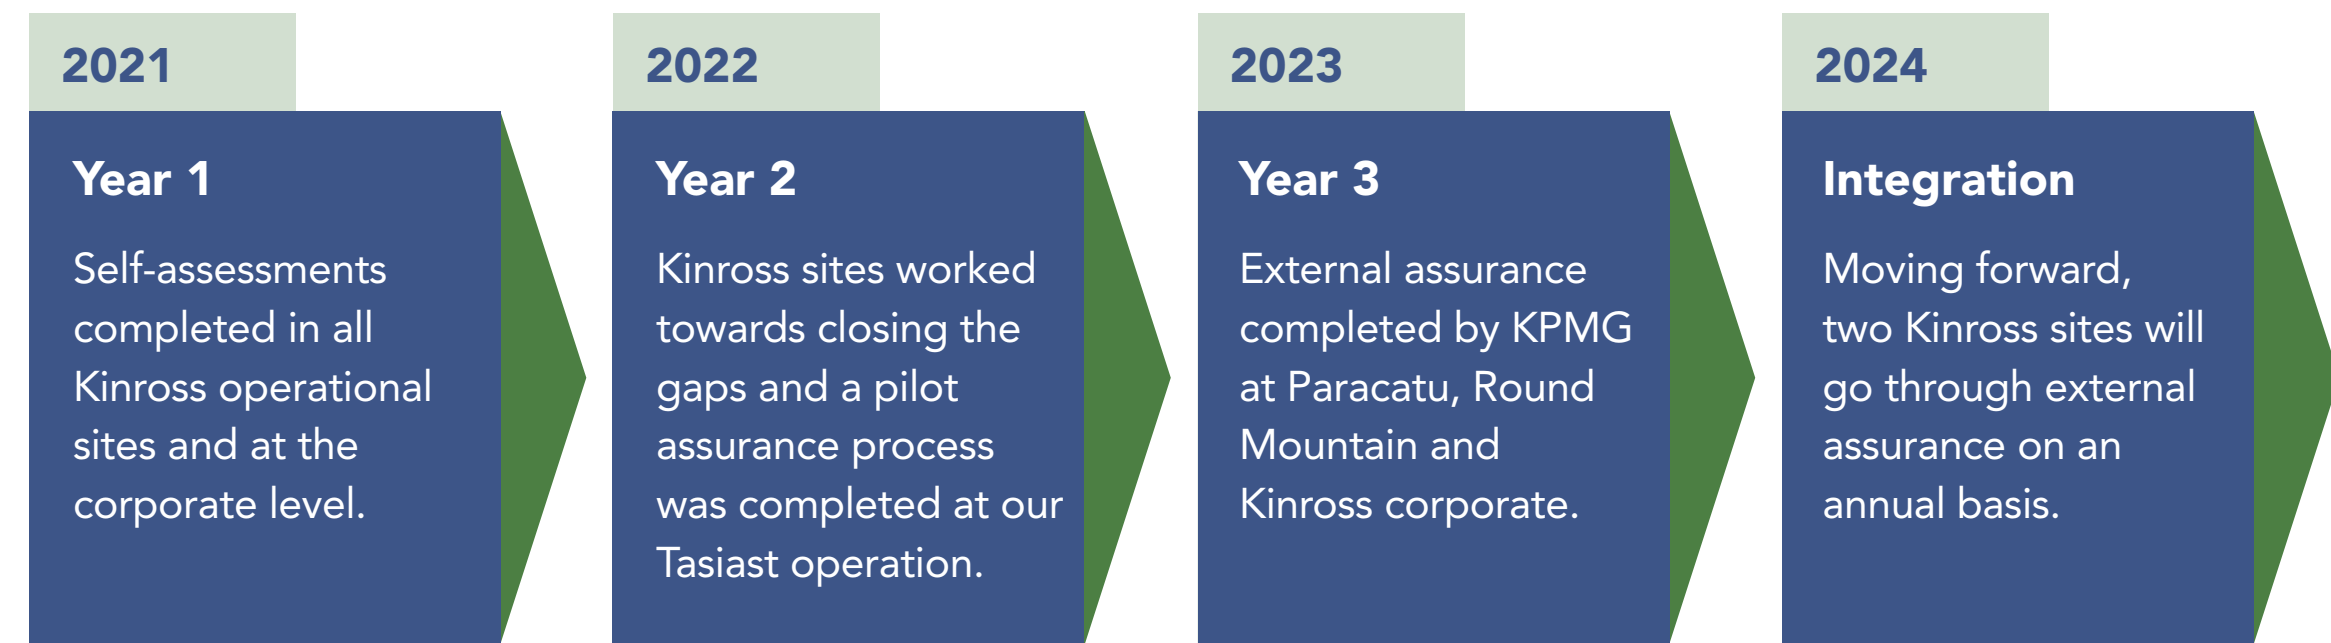 2021
Year 1
Self-assessments
completed in all
Kinross operational
sites and at the
corporate level.
2022
Year 2
Kinross sites worked
towards closing the
gaps and a pilot
assurance process
was completed at our
Tasiast operation.
2023
Year 3
External assurance
completed by KPMG
at Paracatu, Round
Mountain and
Kinross corporate.
2024
Integration
Moving forward,
two Kinross sites will
go through external
assurance on an
annual basis.